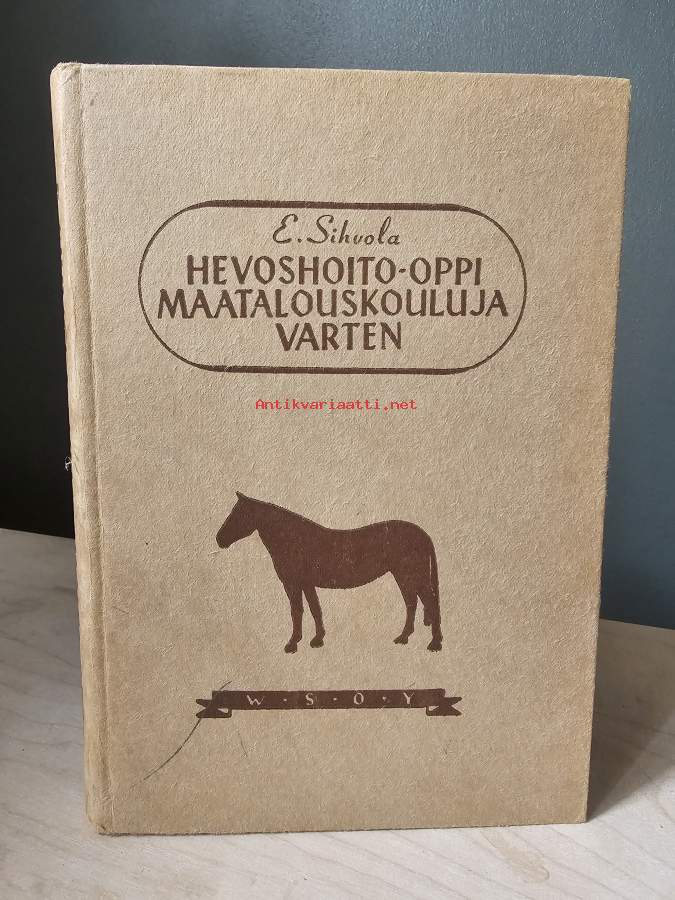 E. Sihvola
HEVOSHOITO-OPPI
MAATALOUSKOULUJA
VARTEN
Antikvariaatti.net
W · S · O · Y